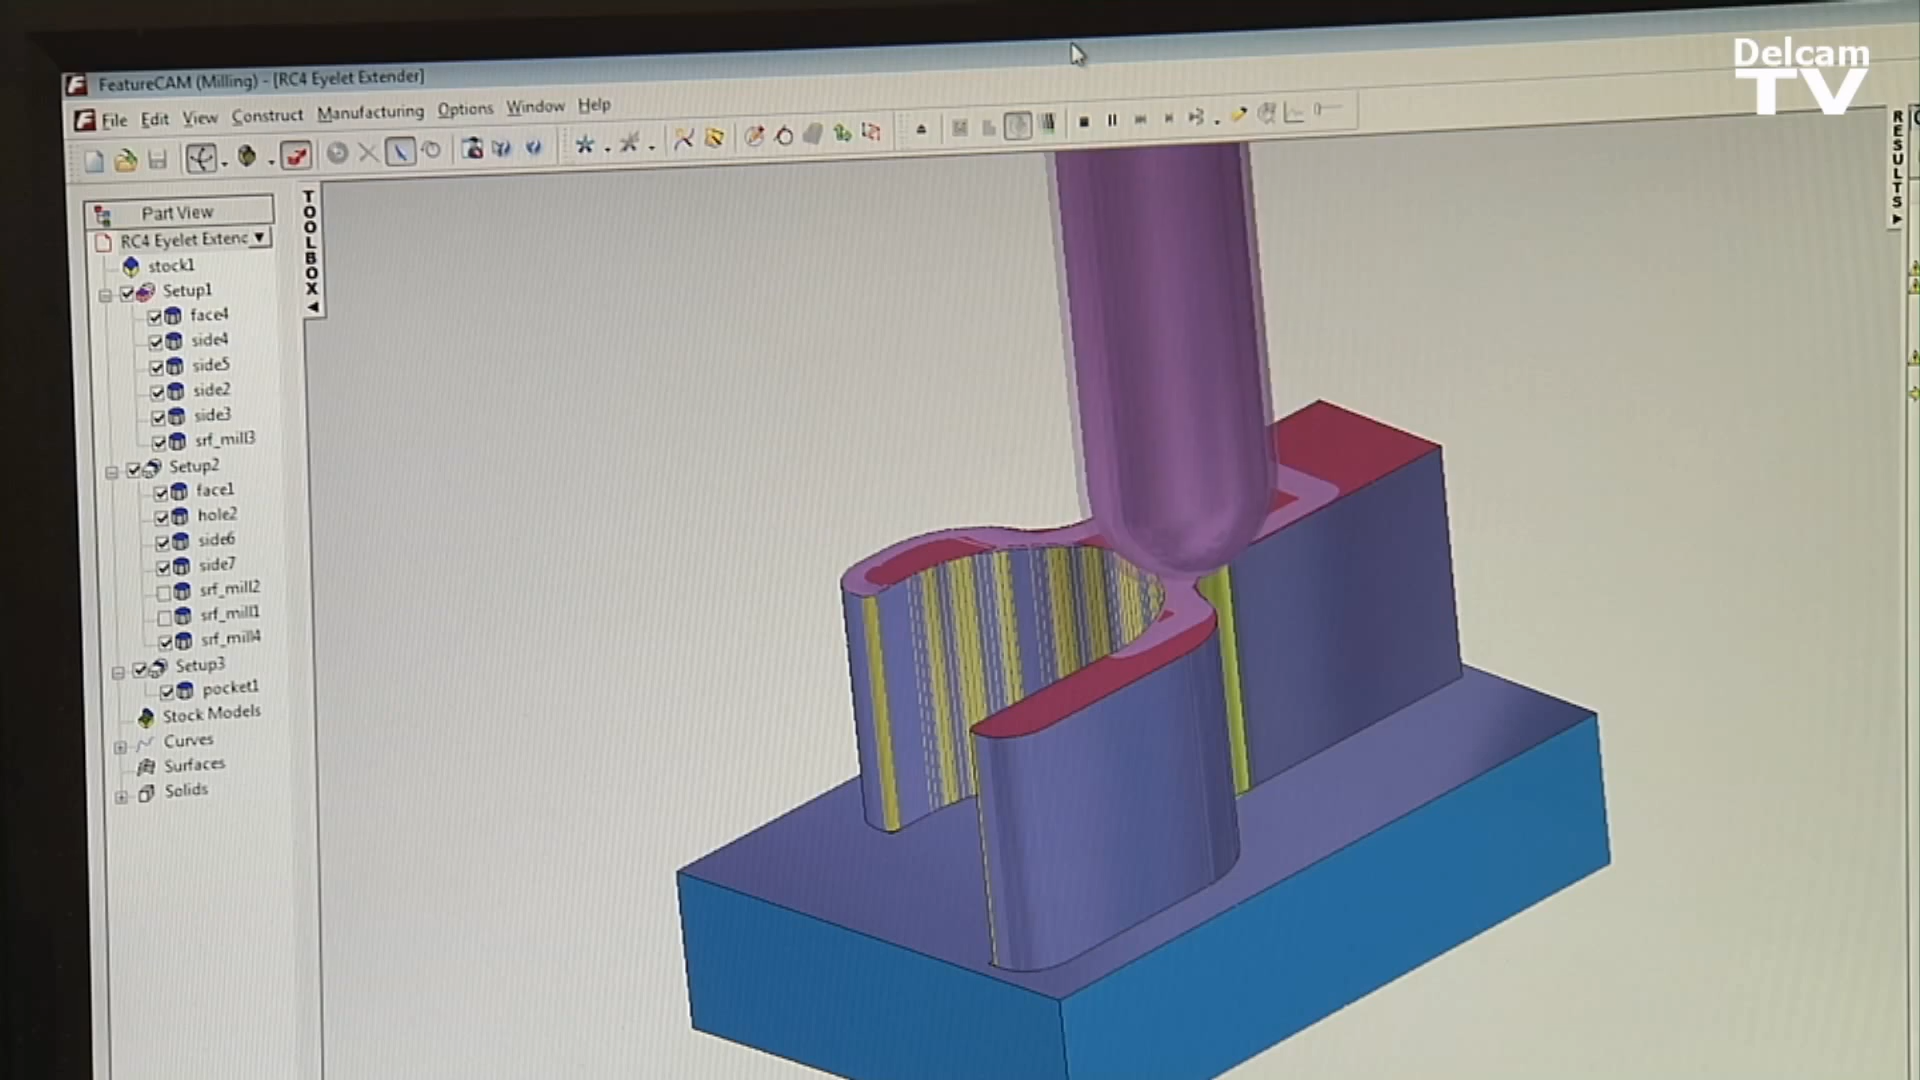 Delcam
TV
FeatureCAM (Milling) - [RC4 Eyelet Extender]
File Edit View Construct Manufacturing Options Window Help
Part View
RC4 Eyelet Extenc
stock1
Setup1
face4
side4
side5
side2
side3
srf_mill3
Setup2
face1
hole2
side6
side7
srf_mill2
srf_mill1
srf_mill4
Setup3
pocket1
Stock Models
Curves
Surfaces
Solids
TOOLBOX
RESULTS